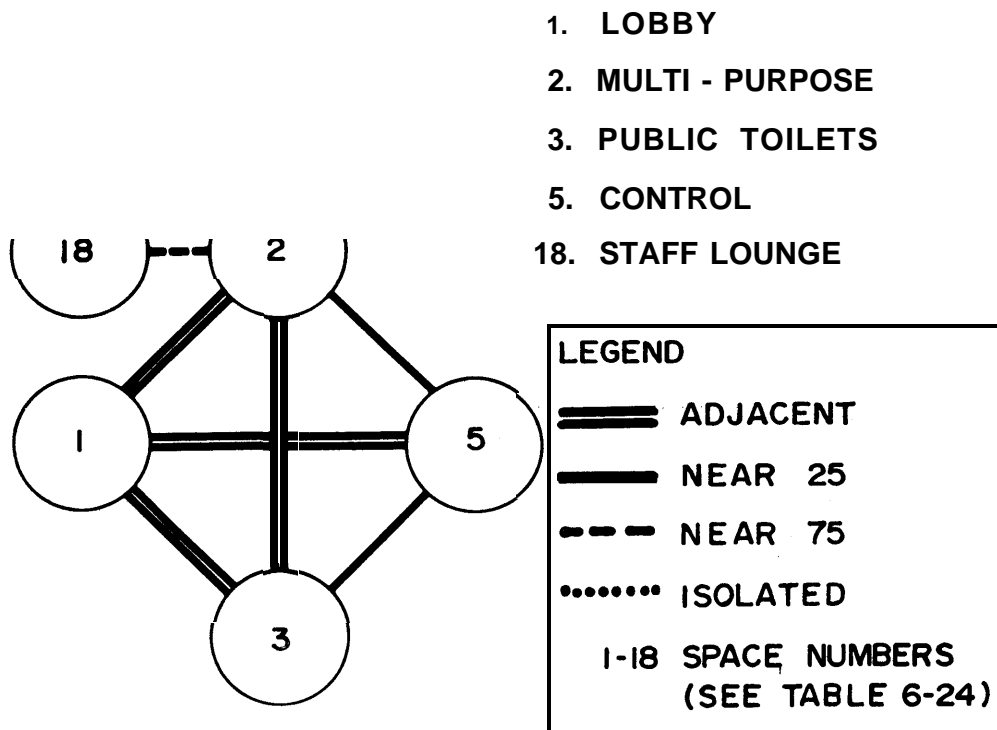 1. LOBBY
2. MULTI - PURPOSE
3. PUBLIC TOILETS
5. CONTROL
18. STAFF LOUNGE
18
2
1
5
3
LEGEND
ADJACENT
NEAR 25
NEAR 75
ISOLATED
1-18 SPACE NUMBERS
(SEE TABLE 6-24)